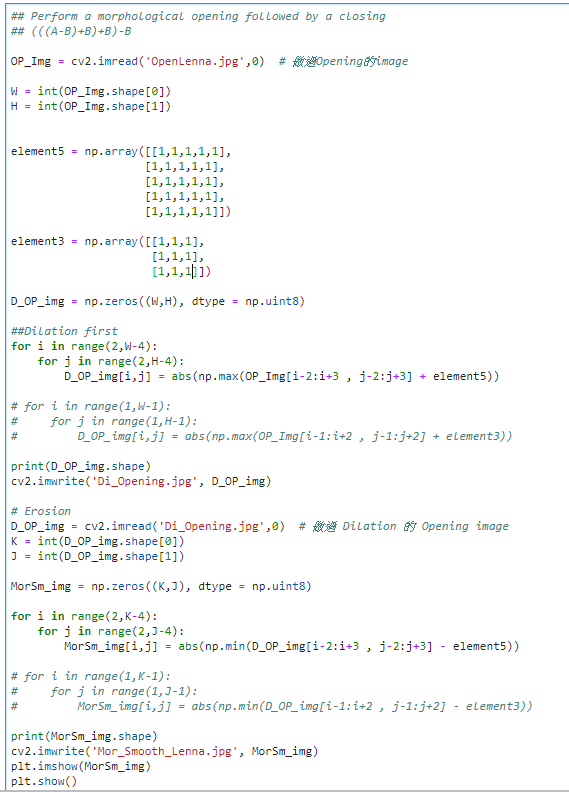 ## Perform a morphological opening followed by a closing
## (((A-B)+B)+B)-B
OP_Img = cv2.imread('OpenLenna.jpg',0)  # 做過Opening的image
W = int(OP_Img.shape[0])
H = int(OP_Img.shape[1])
element5 = np.array([[1,1,1,1,1],
                    [1,1,1,1,1],
                    [1,1,1,1,1],
                    [1,1,1,1,1],
                    [1,1,1,1,1]])
element3 = np.array([[1,1,1],
                     [1,1,1],
                     [1,1,1]])
D_OP_img = np.zeros((W,H), dtype = np.uint8)
##Dilation first
for i in range(2,W-4):
    for j in range(2,H-4):
        D_OP_img[i,j] = abs(np.max(OP_Img[i-2:i+3 , j-2:j+3] + element5))
# for i in range(1,W-1):
#     for j in range(1,H-1):
#         D_OP_img[i,j] = abs(np.max(OP_Img[i-1:i+2 , j-1:j+2] + element3))
print(D_OP_img.shape)
cv2.imwrite('Di_Opening.jpg', D_OP_img)
# Erosion
D_OP_img = cv2.imread('Di_Opening.jpg',0)  # 做過 Dilation 的 Opening image
K = int(D_OP_img.shape[0])
J = int(D_OP_img.shape[1])
MorSm_img = np.zeros((K,J), dtype = np.uint8)
for i in range(2,K-4):
    for j in range(2,J-4):
        MorSm_img[i,j] = abs(np.min(D_OP_img[i-2:i+3 , j-2:j+3] - element5))
# for i in range(1,K-1):
#     for j in range(1,J-1):
#         MorSm_img[i,j] = abs(np.min(D_OP_img[i-1:i+2 , j-1:j+2] - element3))
print(MorSm_img.shape)
cv2.imwrite('Mor_Smooth_Lenna.jpg', MorSm_img)
plt.imshow(MorSm_img)
plt.show()